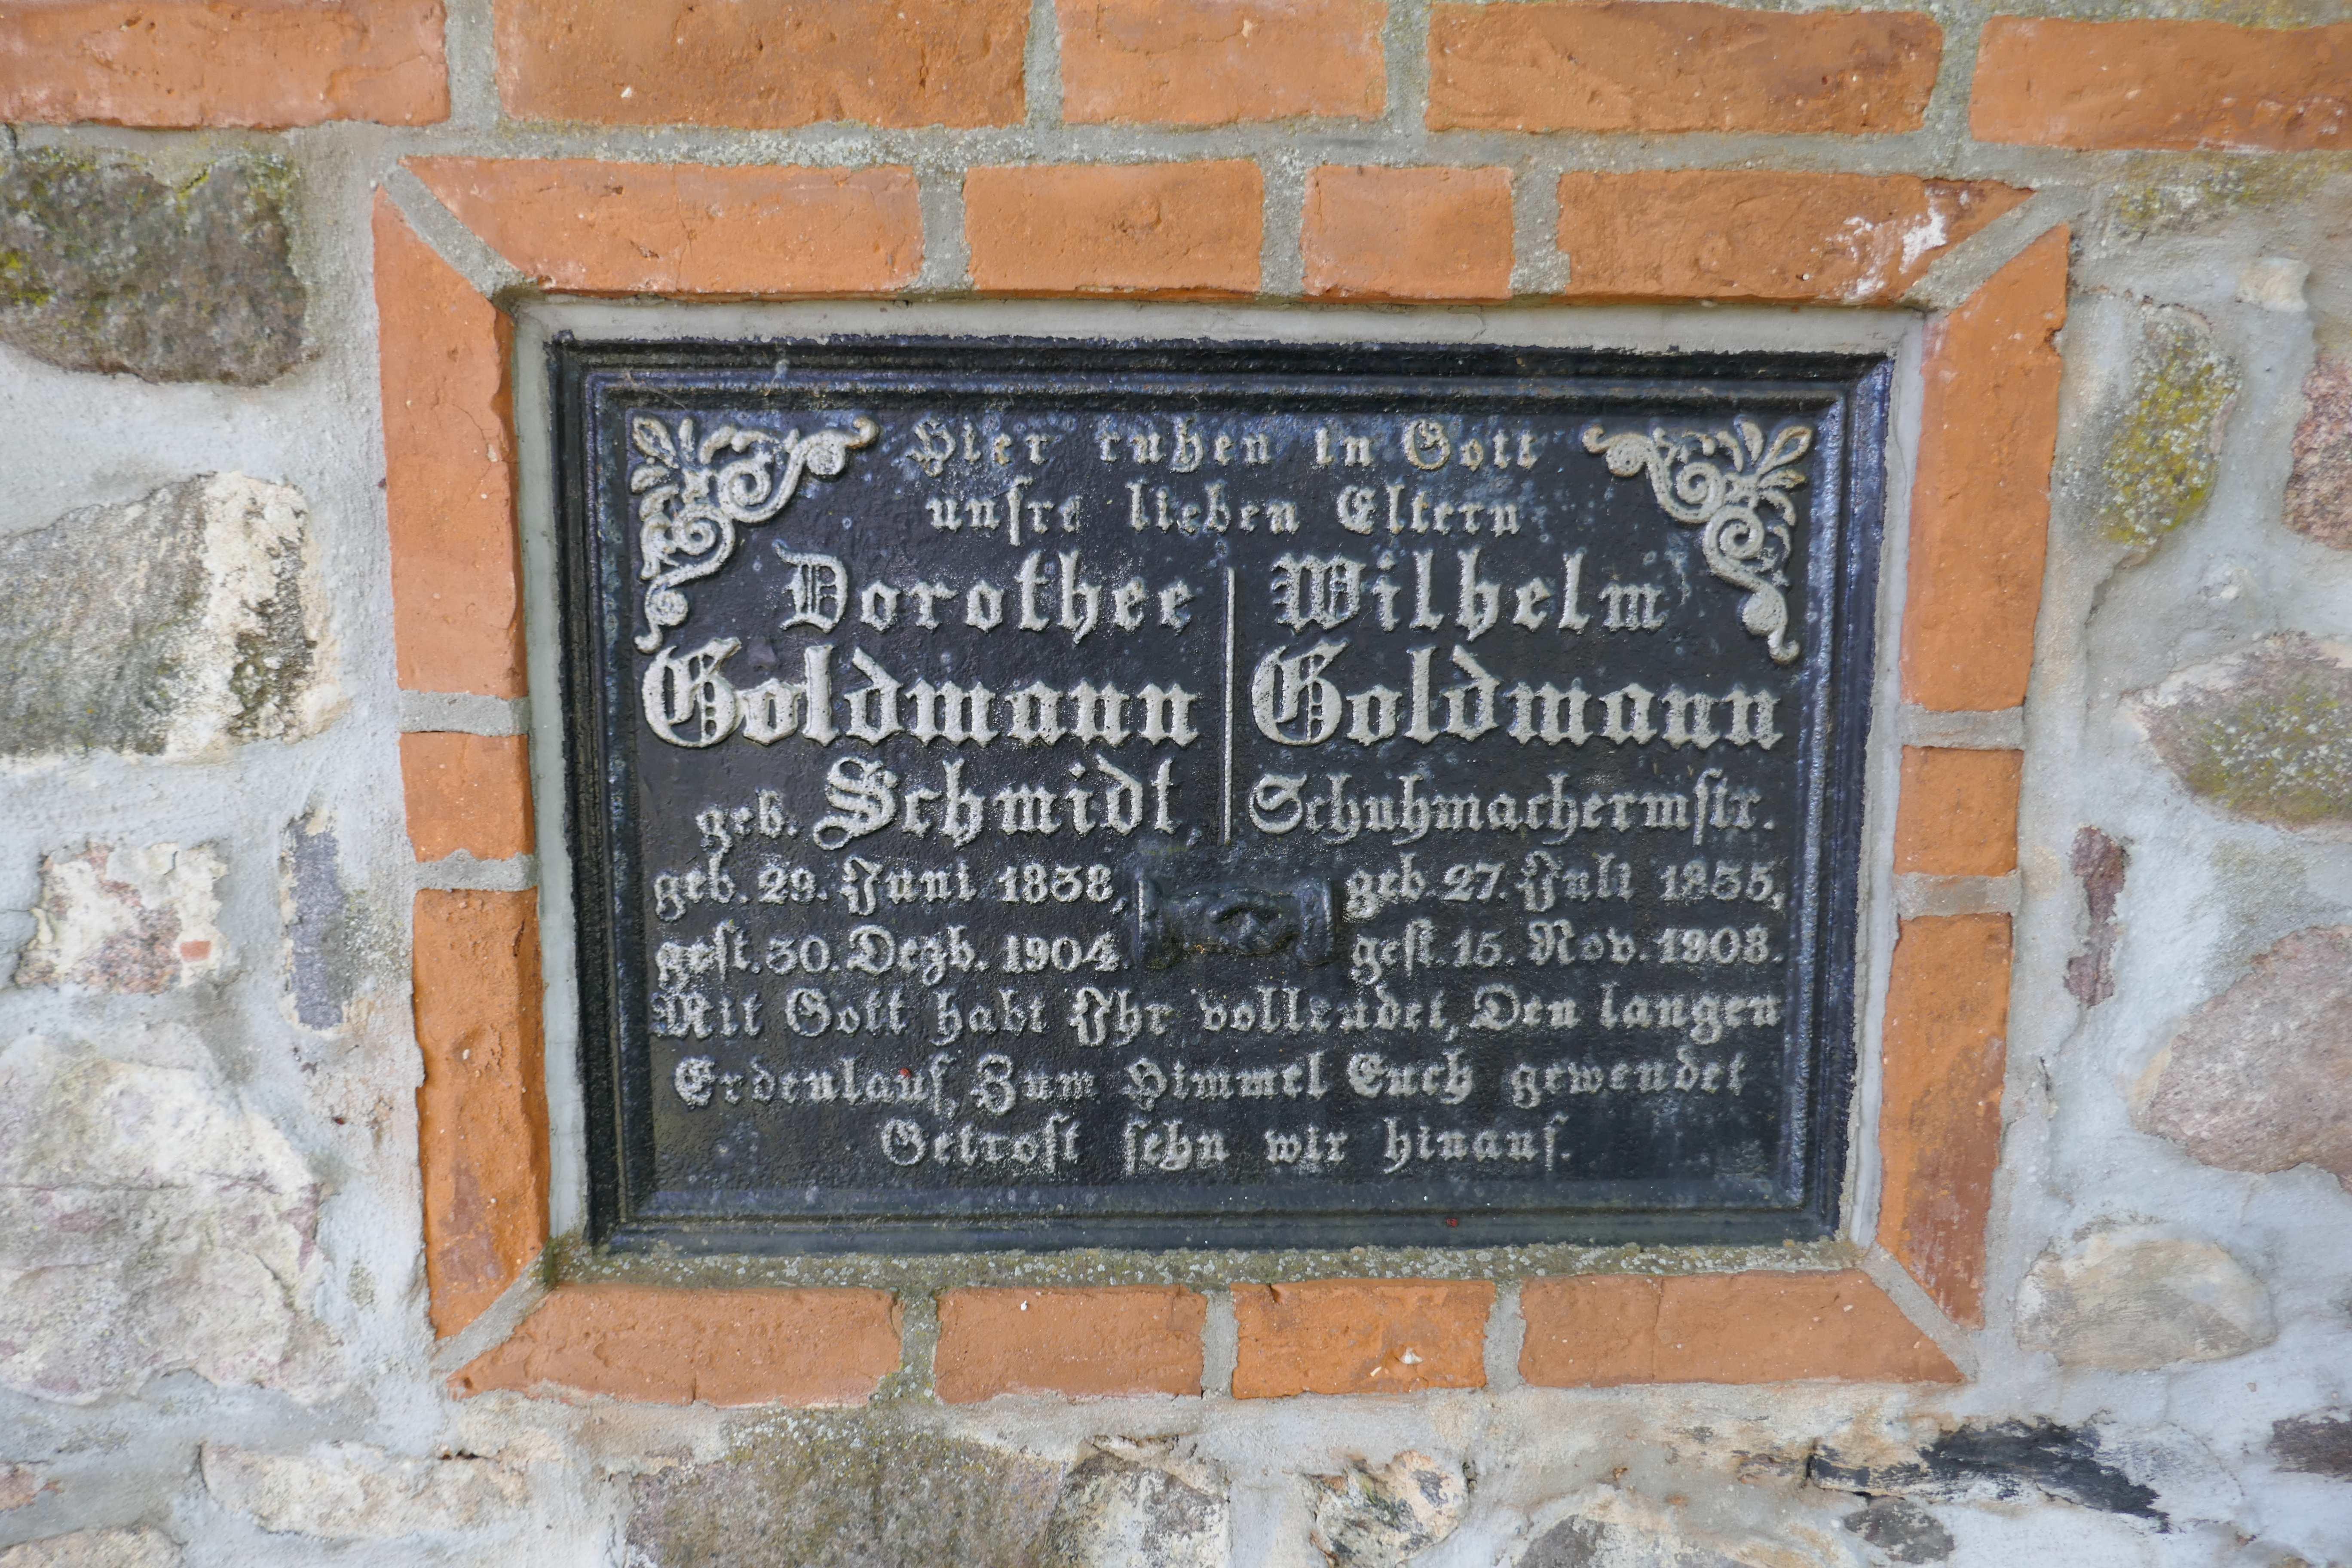 Hier ruhen in Gott
unsre lieben Eltern
Dorothee
Goldmann
geb. Schmidt,
geb. 29. Juni 1838,
gest. 30. Dezb. 1904.
Wilhelm
Goldmann
Schuhmachermstr.
geb. 27. Juli 1835,
gest. 15. Nov. 1908.
Mit Gott habt Ihr vollendet, Den langen
Erdenlauf, Zum Himmel Euch gewendet
Getrost sehn wir hinauf.